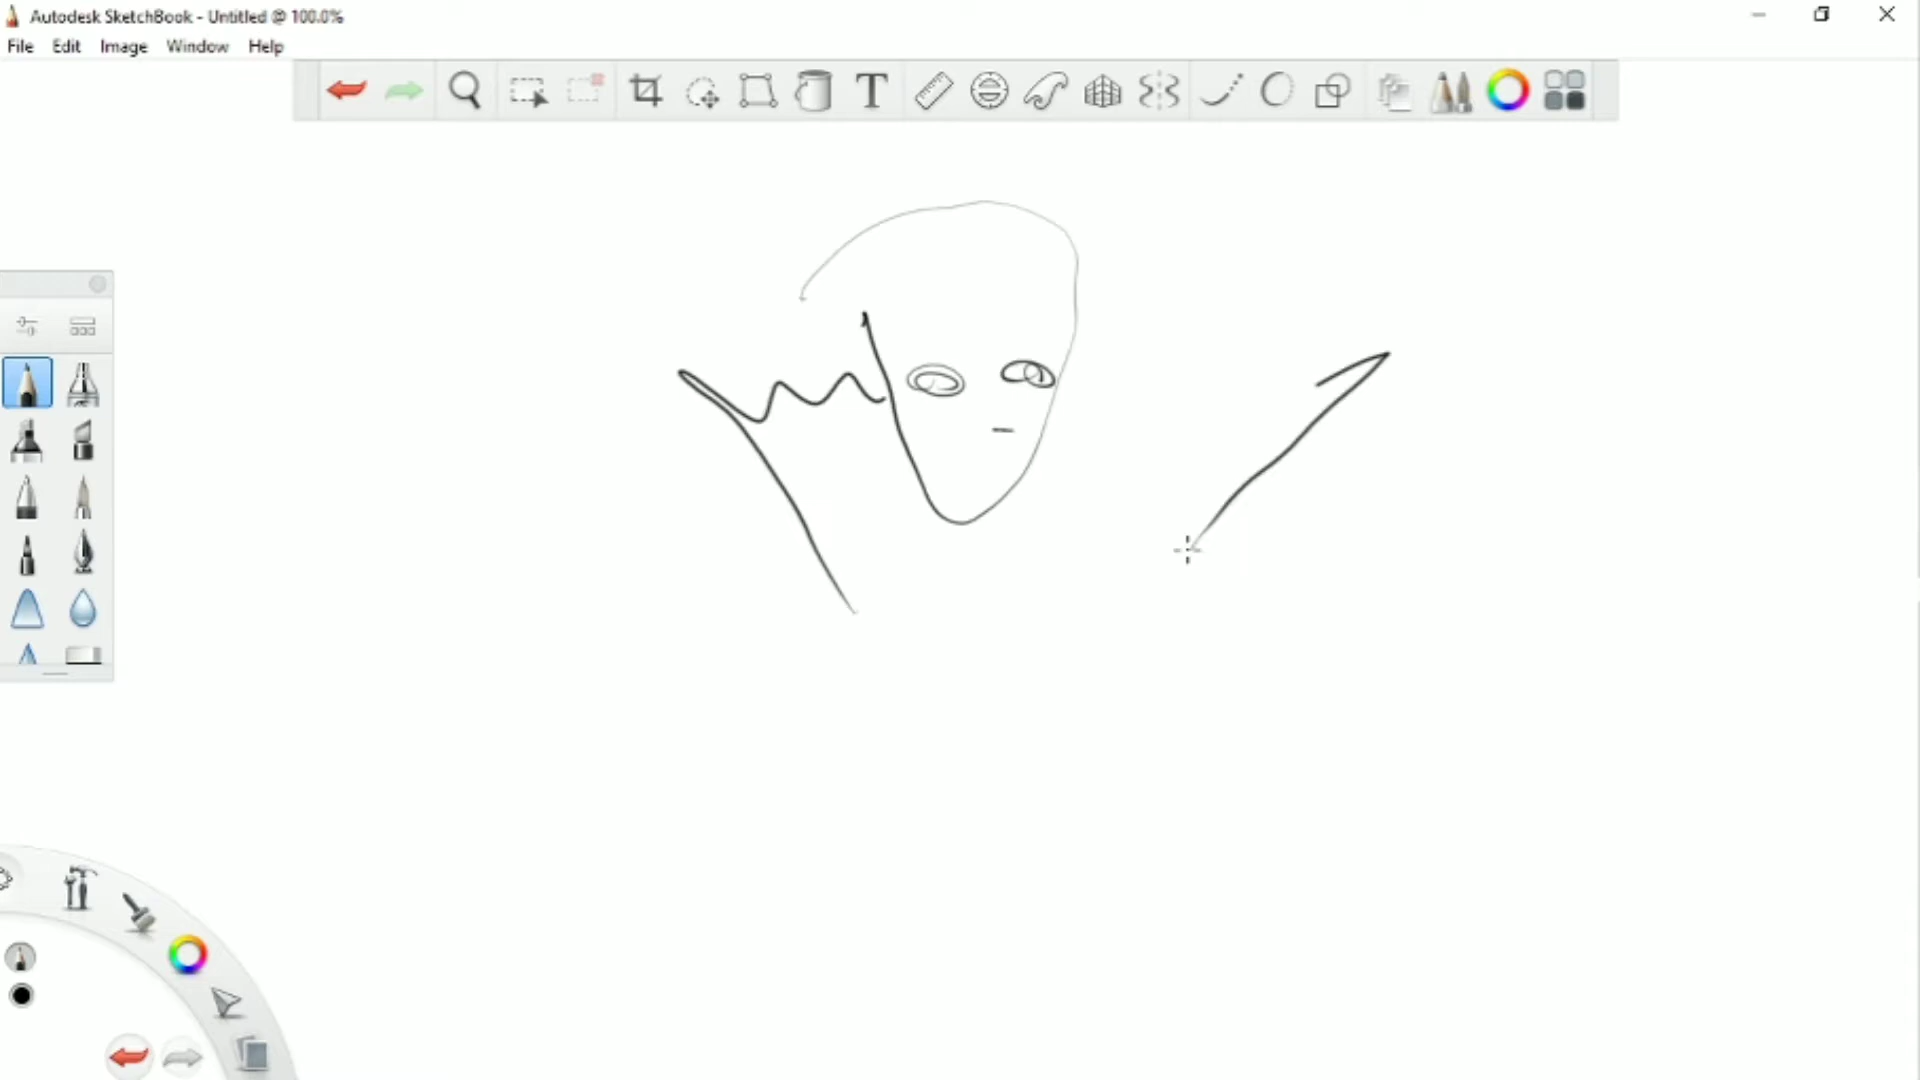 Autodesk SketchBook - Untitled @ 100.0%
File Edit Image Window Help
T